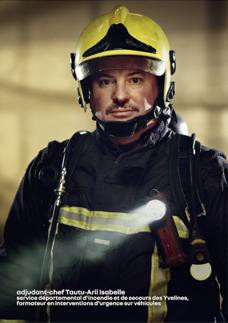 adjudant-chef Tautu-Aril Isabelle
service départemental d'incendie et de secours des Yvelines,
formateur en interventions d'urgence sur véhicules